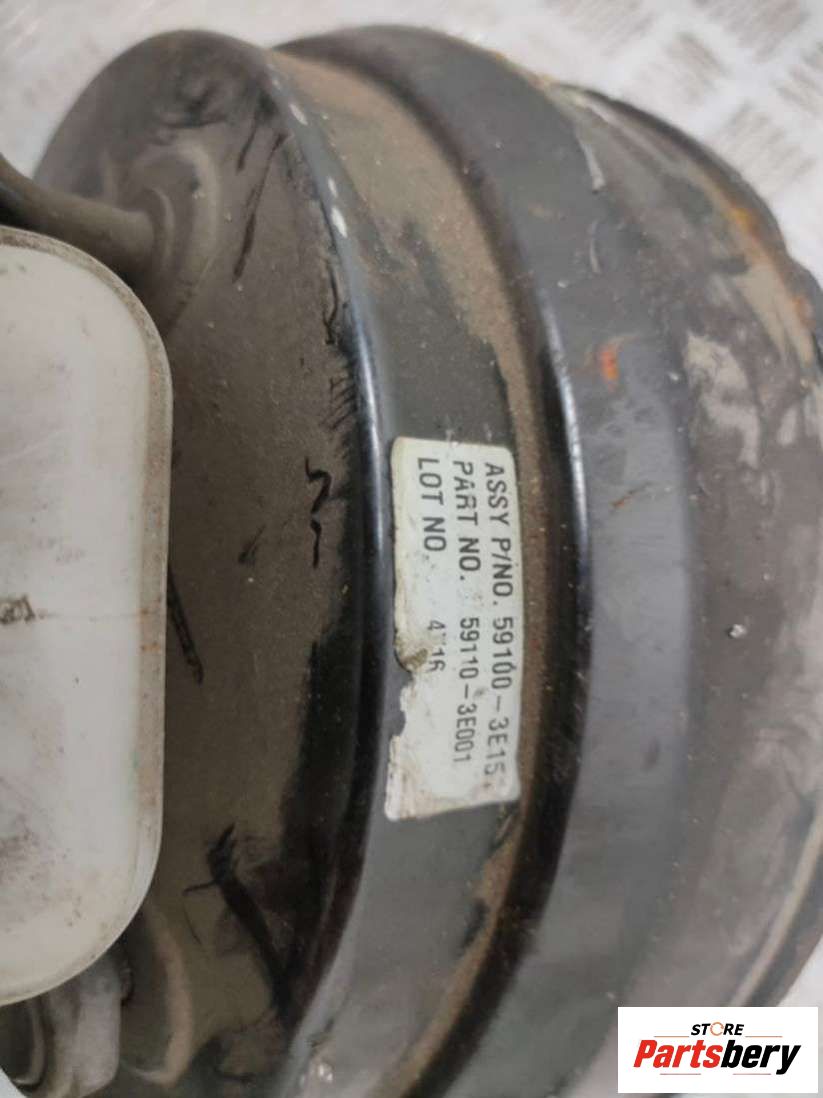 ASSY P/NO. 59100-3E15
PART NO. 59110-3E001
LOT NO
STORE
Partsbery